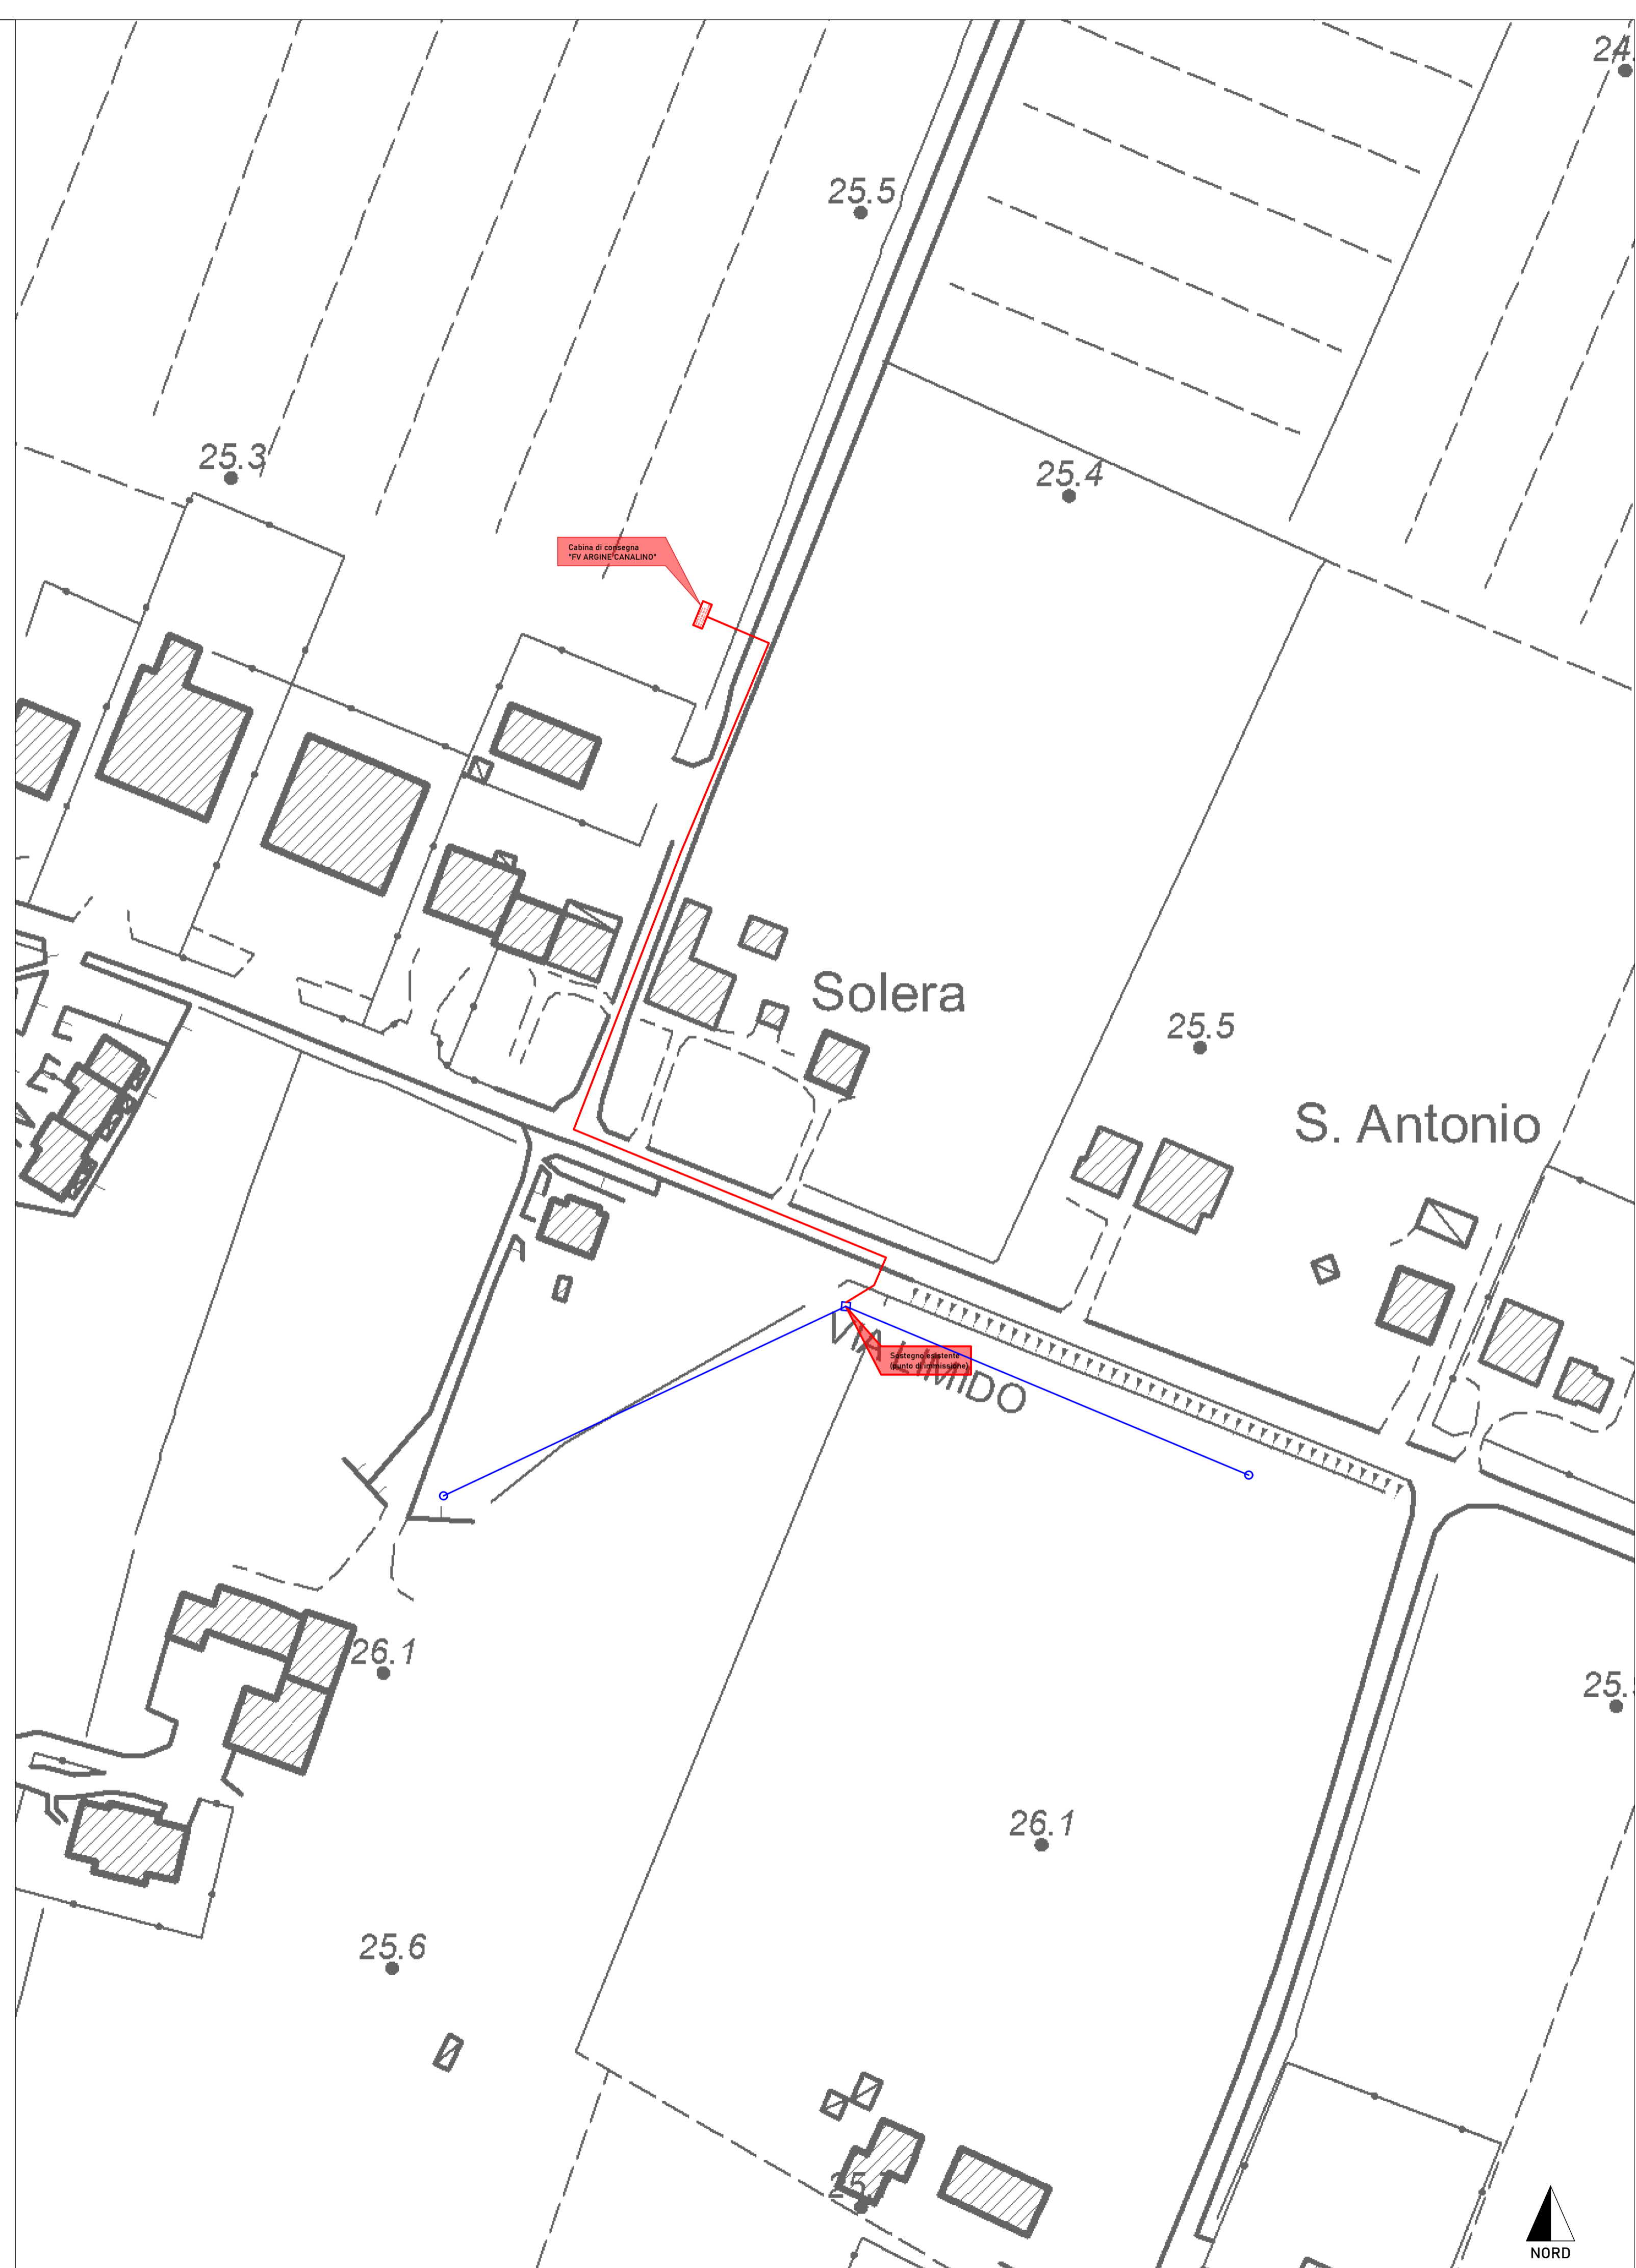 24.
25.5
25.3
25.4
Cabina di consegna
"FV ARGINE CANALINO"
Solera
25.5
S. Antonio
VIA LIMIDO
Sostegno esistente
(punto di immissione)
26.1
25.
26.1
25.6
25.
NORD